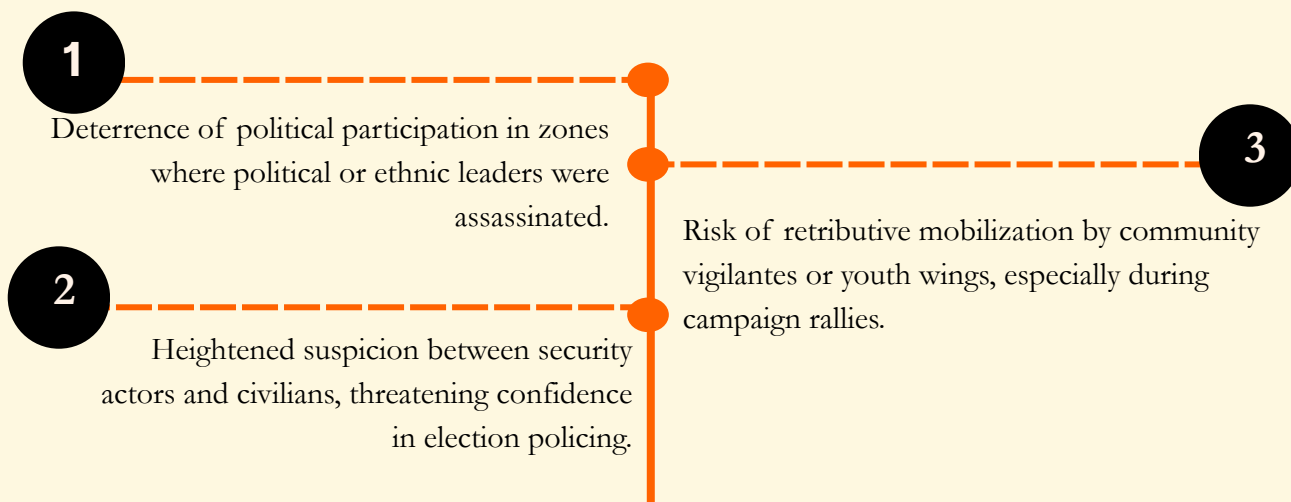 1
Deterrence of political participation in zones
where political or ethnic leaders were
assassinated.
2
Heightened suspicion between security
actors and civilians, threatening confidence
in election policing.
3
Risk of retributive mobilization by community
vigilantes or youth wings, especially during
campaign rallies.